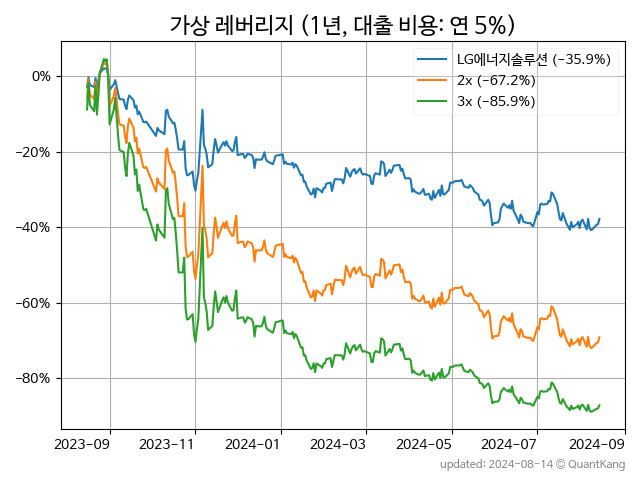 가상 레버리지 (1년, 대출 비용: 연 5%)
LG에너지솔루션 (−35.9%)
2x (−67.2%)
3x (−85.9%)
0%
−20%
−40%
−60%
−80%
2023−09 2023−11 2024−01 2024−03 2024−05 2024−07 2024−09
updated: 2024-08-14 © QuantKang